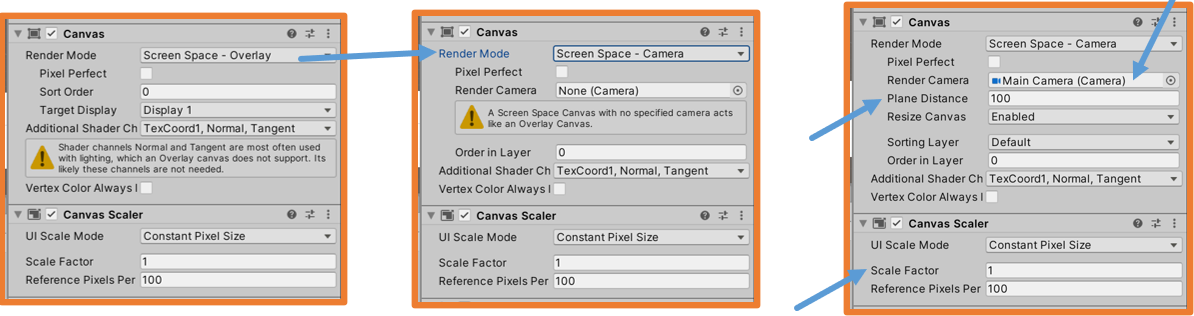 Canvas
Render Mode Screen Space - Overlay
Pixel Perfect
Sort Order 0
Target Display Display 1
Additional Shader Ch TexCoord1, Normal, Tangent
Shader channels Normal and Tangent are most often used
with lighting, which an Overlay canvas does not support. Its
likely these channels are not needed.
Vertex Color Always I
Canvas Scaler
UI Scale Mode Constant Pixel Size
Scale Factor 1
Reference Pixels Per 100
Canvas
Render Mode Screen Space - Camera
Pixel Perfect
Render Camera None (Camera)
A Screen Space Canvas with no specified camera acts
like an Overlay Canvas.
Order in Layer 0
Additional Shader Ch TexCoord1, Normal, Tangent
Vertex Color Always I
Canvas Scaler
UI Scale Mode Constant Pixel Size
Scale Factor 1
Reference Pixels Per 100
Canvas
Render Mode Screen Space - Camera
Pixel Perfect
Render Camera Main Camera (Camera)
Plane Distance 100
Resize Canvas Enabled
Sorting Layer Default
Order in Layer 0
Additional Shader Ch TexCoord1, Normal, Tangent
Vertex Color Always I
Canvas Scaler
UI Scale Mode Constant Pixel Size
Scale Factor 1
Reference Pixels Per 100